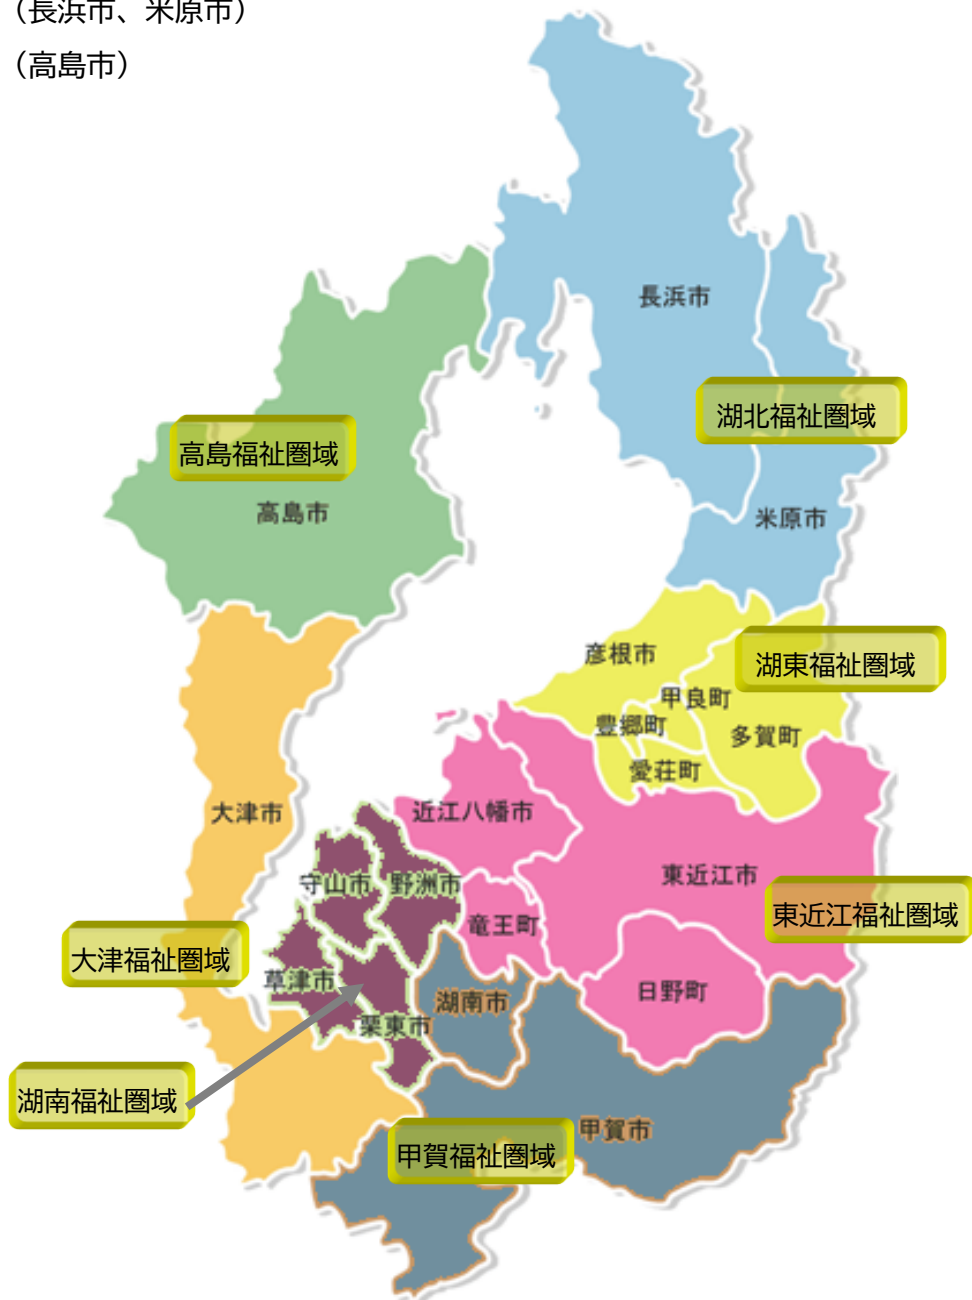 （長浜市、米原市）
（高島市）
長浜市
湖北福祉圏域
高島福祉圏域
高島市
米原市
彦根市
湖東福祉圏域
甲良町
豊郷町
多賀町
愛荘町
大津市
近江八幡市
東近江市
守山市
野洲市
東近江福祉圏域
竜王町
大津福祉圏域
草津市
日野町
湖南市
栗東市
湖南福祉圏域
甲賀市
甲賀福祉圏域